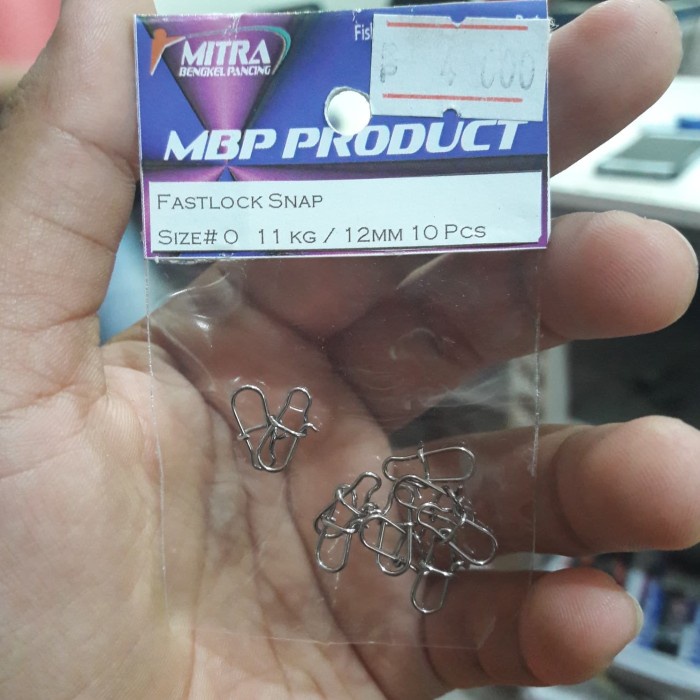 MITRA
BENGKEL PANCING
Fis
4 000
MBP PRODUCT
FASTLOCK SNAP
SIZE# 0 11 KG / 12MM 10 PCS